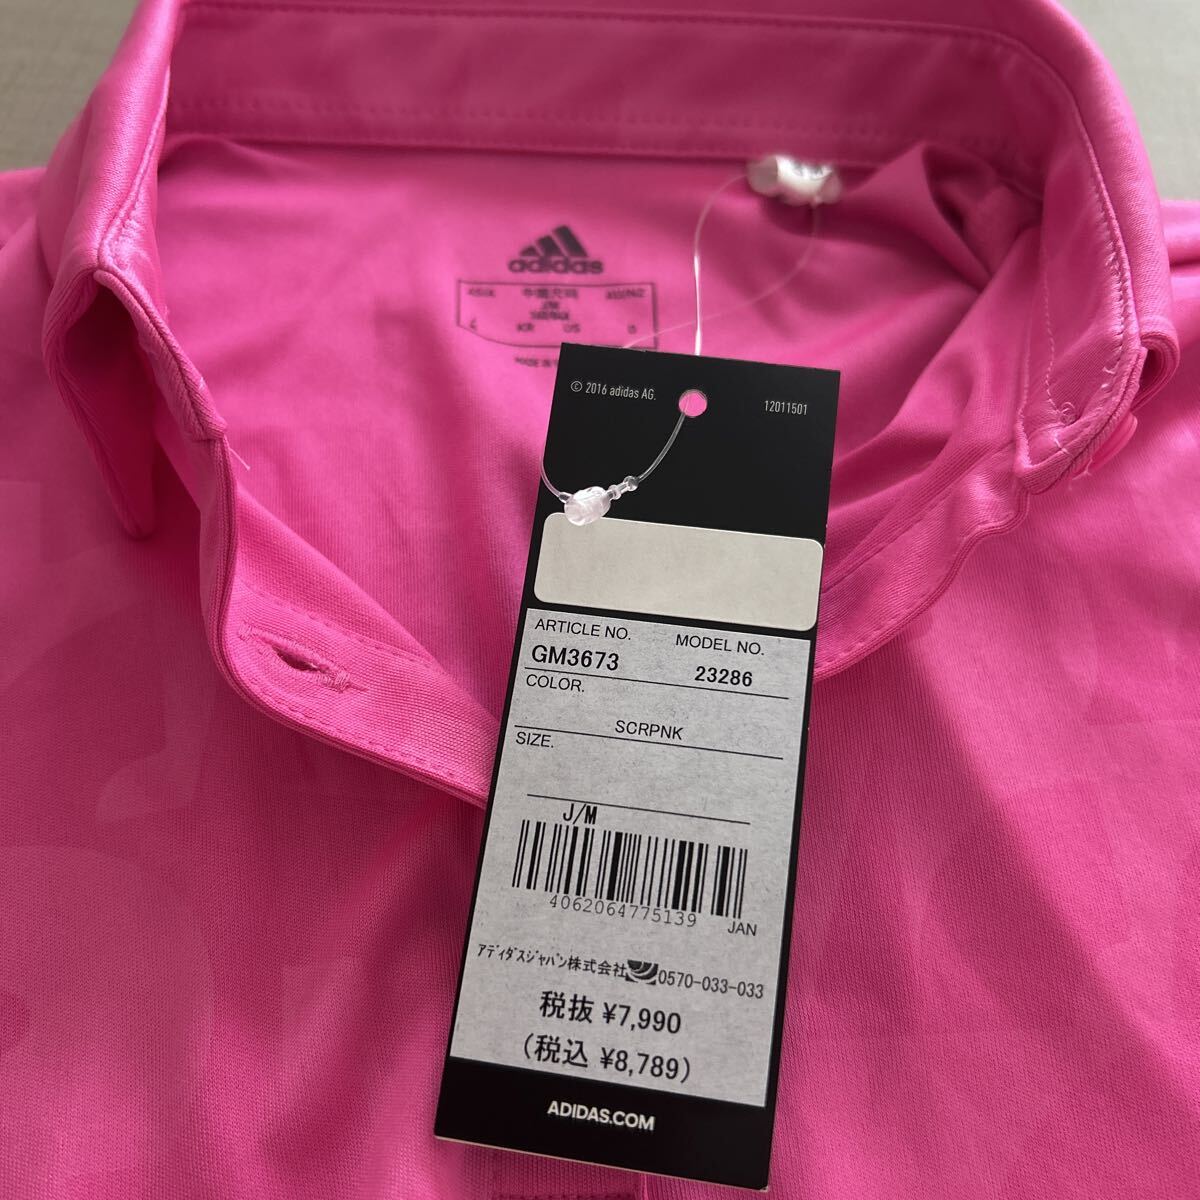 adidas
J/M
KR US
© 2016 adidas AG.
12011501
ARTICLE NO. MODEL NO.
GM3673 23286
COLOR.
SCRPNK
SIZE.
J/M
4062064775139 JAN
アディダスジャパン株式会社 0570-033-033
税抜 ¥7,990
(税込 ¥8,789)
ADIDAS.COM